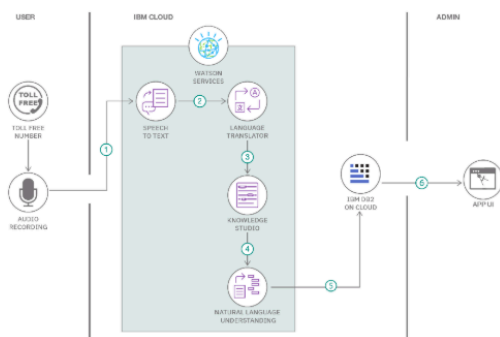 USER
IBM CLOUD
ADMIN
WATSON
SERVICES
TOLL
FREE
TOLL FREE
NUMBER
SPEECH
TO TEXT
2
A
LANGUAGE
TRANSLATOR
1
3
AUDIO
RECORDING
KNOWLEDGE
STUDIO
IBM DB2
ON CLOUD
6
APP UI
4
NATURAL LANGUAGE
UNDERSTANDING
5